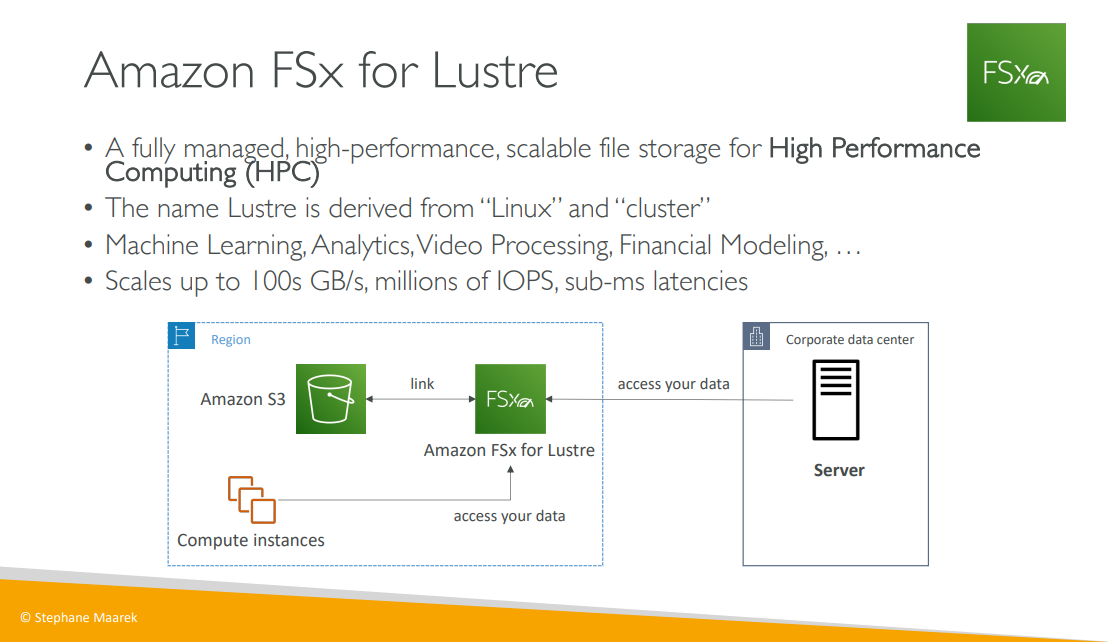 Amazon FSx for Lustre
FSx
• A fully managed, high-performance, scalable file storage for High Performance
Computing (HPC)
• The name Lustre is derived from “Linux” and “cluster”
• Machine Learning, Analytics, Video Processing, Financial Modeling, …
• Scales up to 100s GB/s, millions of IOPS, sub-ms latencies
Region
Corporate data center
Amazon S3
link
FSx
access your data
Amazon FSx for Lustre
Server
access your data
Compute instances
© Stephane Maarek